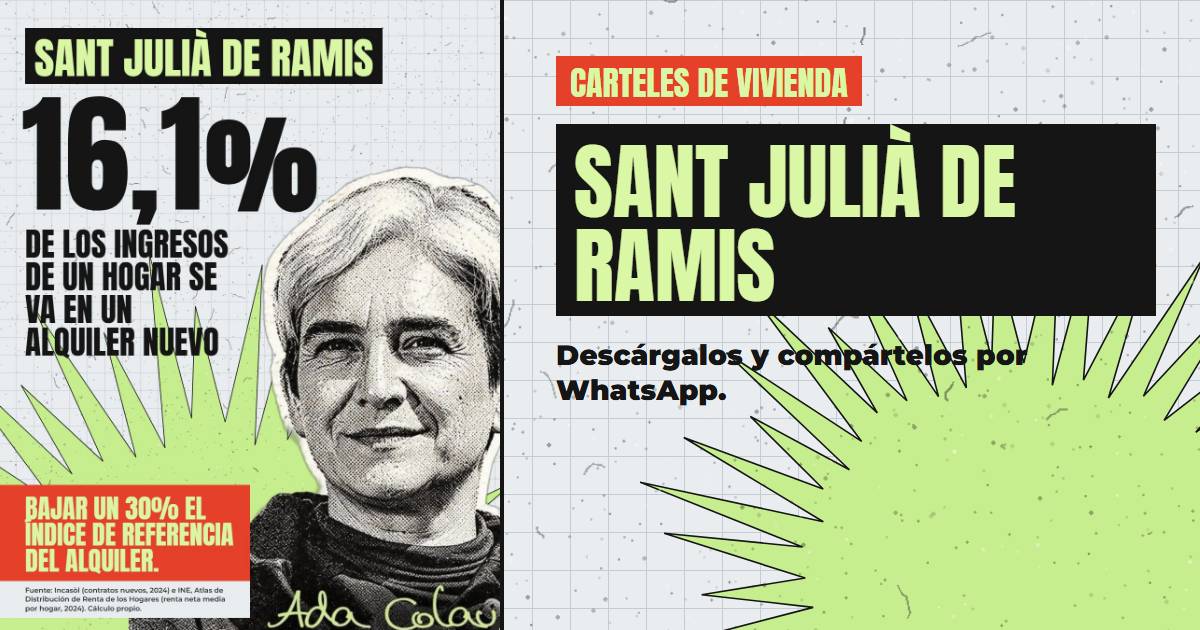 SANT JULIÀ DE RAMIS
16,1%
DE LOS INGRESOS
DE UN HOGAR SE
VA EN UN
ALQUILER NUEVO
BAJAR UN 30% EL
ÍNDICE DE REFERENCIA
DEL ALQUILER.
Fuente: Incasòl (contratos nuevos, 2024) e INE, Atlas de
Distribución de Renta de los Hogares (renta neta media
por hogar, 2024). Cálculo propio.
Ada Colau
CARTELES DE VIVIENDA
SANT JULIÀ DE
RAMIS
Descárgalos y compártelos por
WhatsApp.